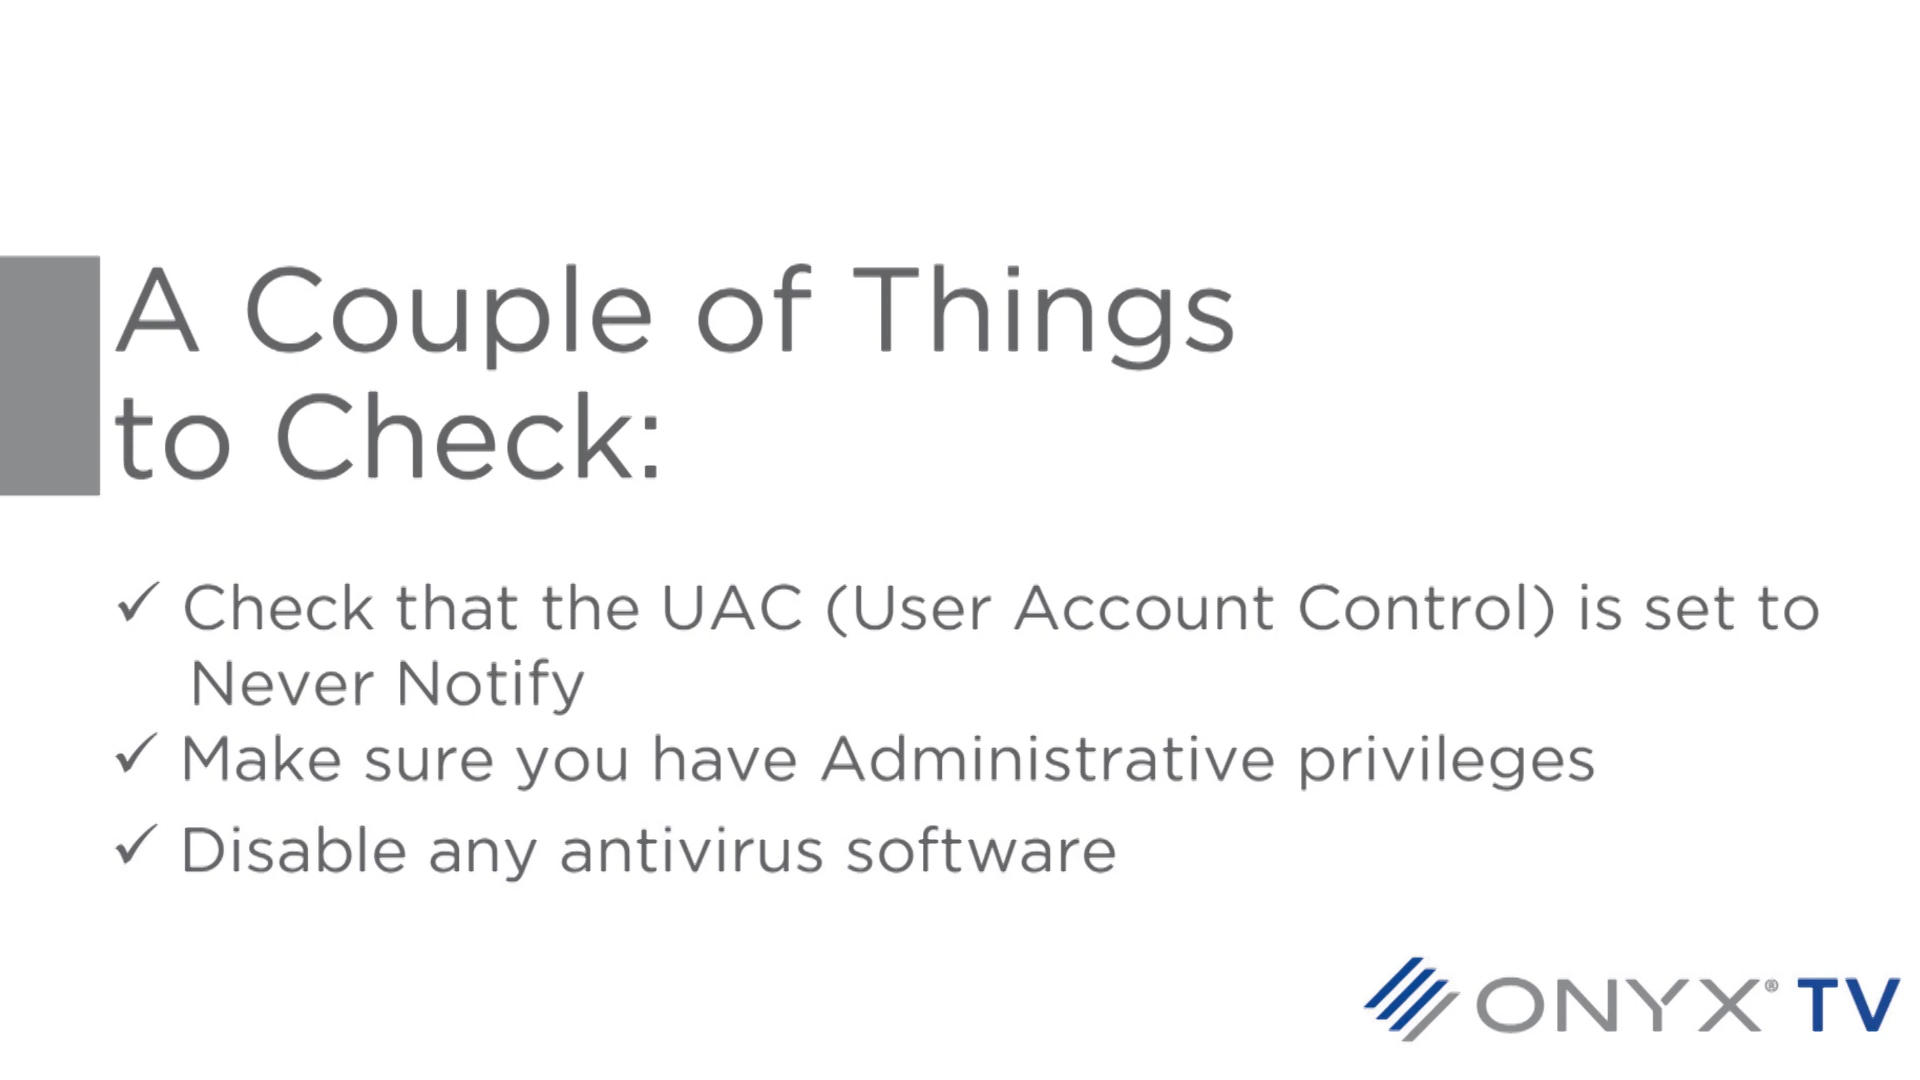 A Couple of Things
to Check:
✓ Check that the UAC (User Account Control) is set to
Never Notify
✓ Make sure you have Administrative privileges
✓ Disable any antivirus software
ONYX® TV